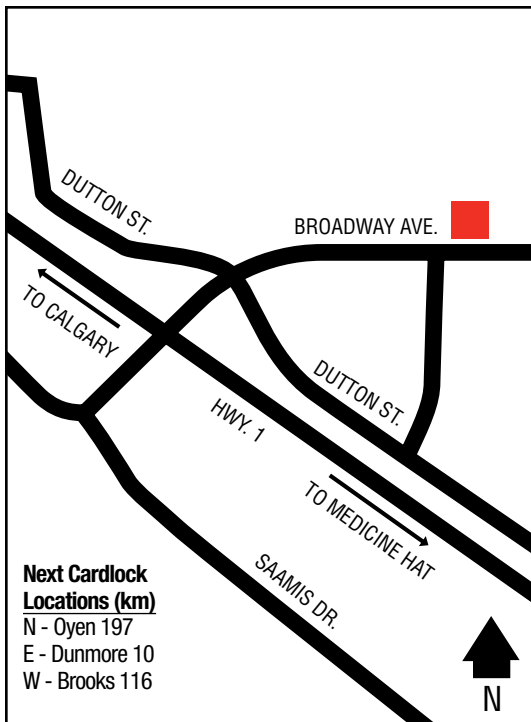 DUTTON ST.
BROADWAY AVE.
TO CALGARY
DUTTON ST.
HWY. 1
TO MEDICINE HAT
SAAMIS DR.
Next Cardlock
Locations (km)
N - Oyen 197
E - Dunmore 10
W - Brooks 116
N